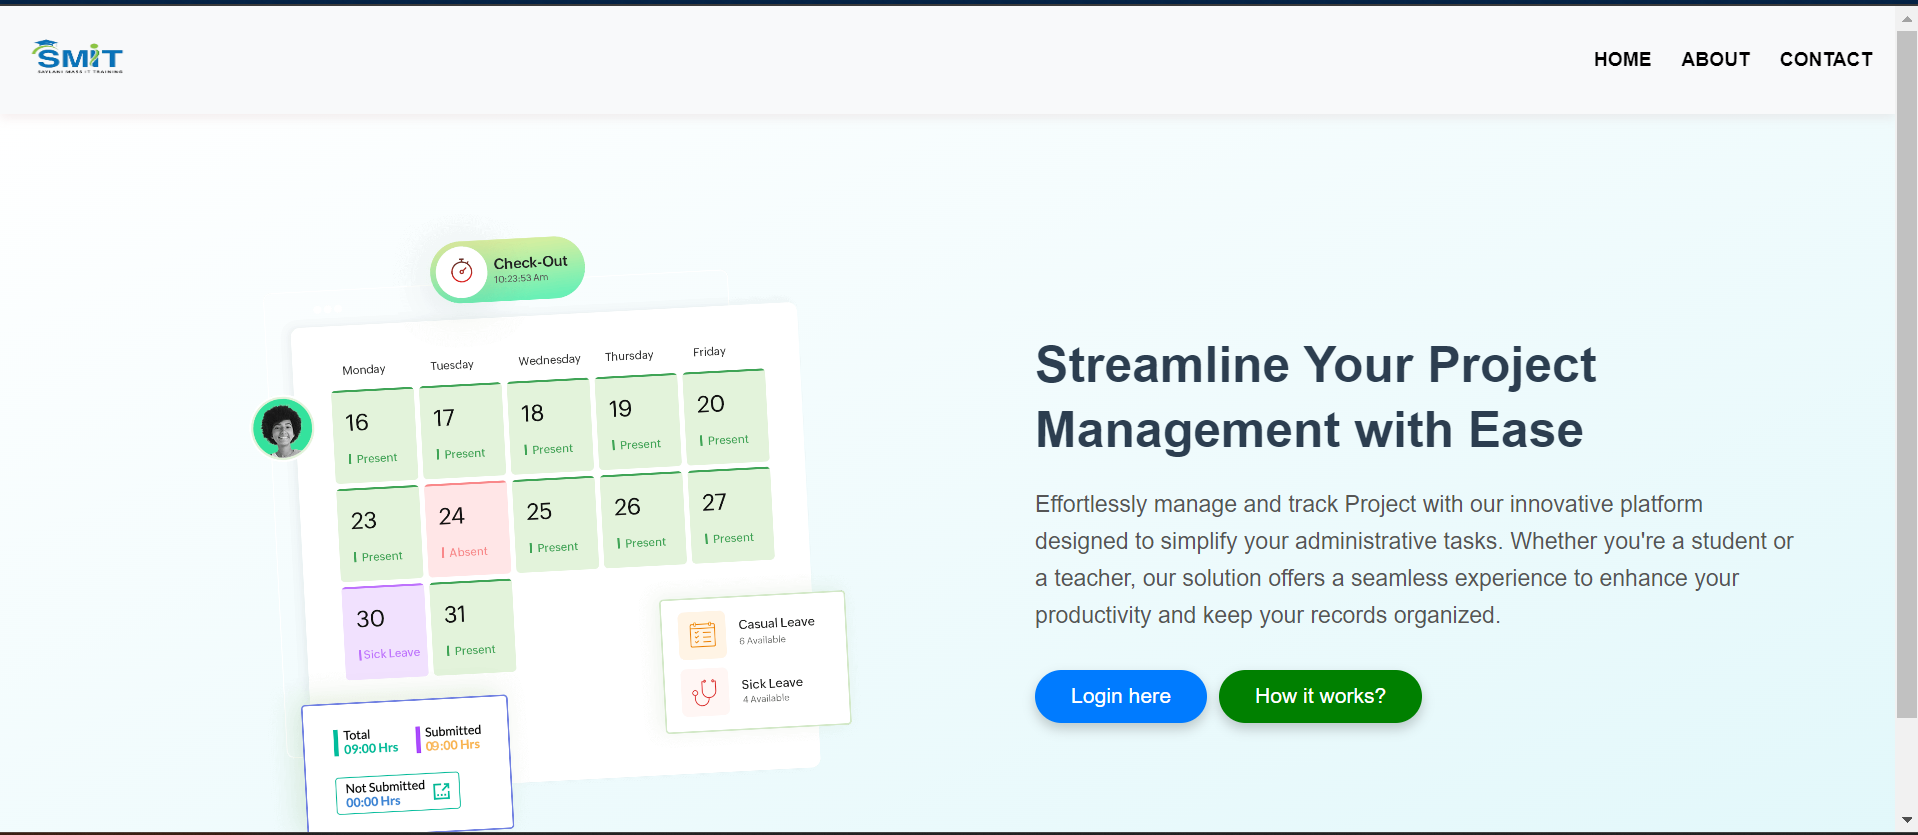 SMIT
SAYLANI MASS IT TRAINING
HOME ABOUT CONTACT
Check-Out
10:23:53 Am
Monday Tuesday Wednesday Thursday Friday
16 17 18 19 20
Present Present Present Present Present
23 24 25 26 27
Present Absent Present Present Present
30 31
Sick Leave Present
Casual Leave
6 Available
Sick Leave
4 Available
Total Submitted
09:00 Hrs 09:00 Hrs
Not Submitted
00:00 Hrs
Streamline Your Project
Management with Ease
Effortlessly manage and track Project with our innovative platform
designed to simplify your administrative tasks. Whether you're a student or
a teacher, our solution offers a seamless experience to enhance your
productivity and keep your records organized.
Login here How it works?